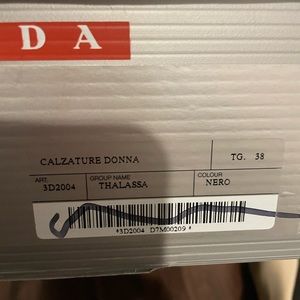 D A
CALZATURE DONNA TG. 38
ART. GROUP NAME COLOUR
3D2004 THALASSA NERO
*3D2004 D7M00209 *